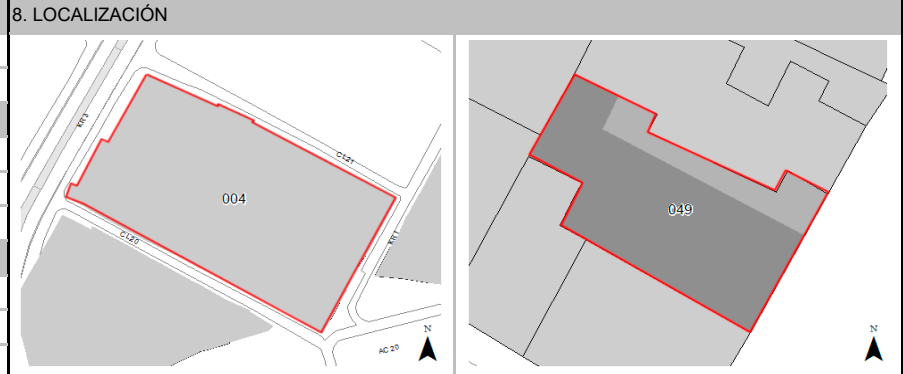 8. LOCALIZACIÓN
KR 3
CL 21
004
CL 20
KR 1
AC 20
N
049
N